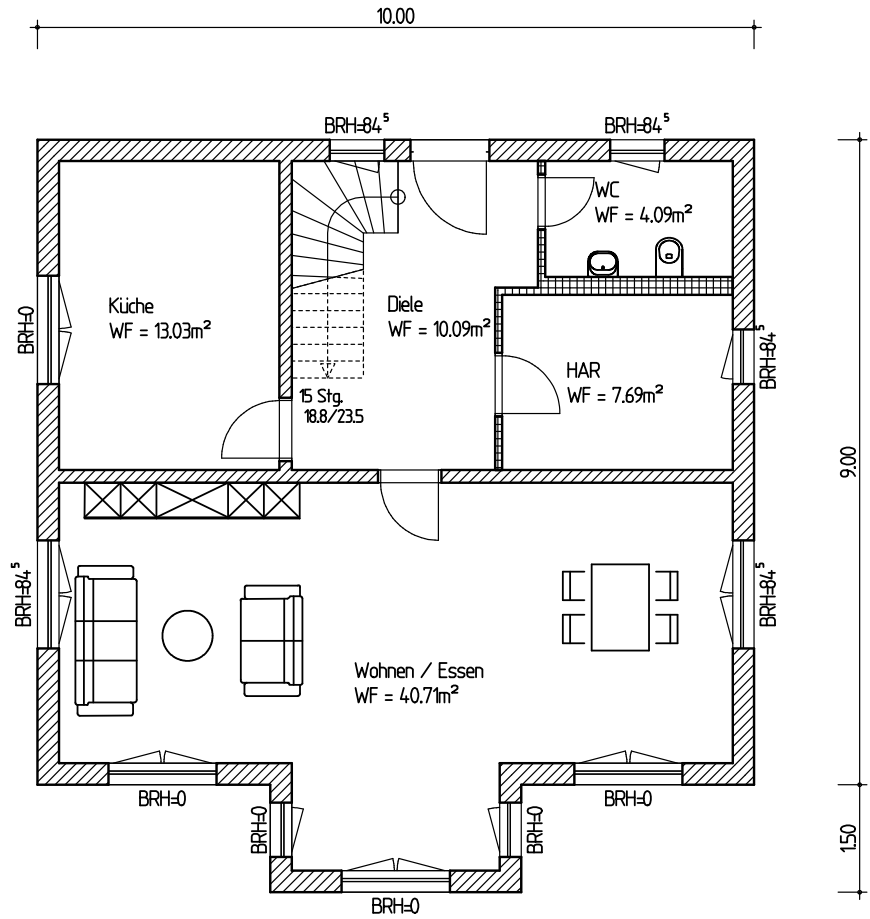 10.00
BRH=84⁵
BRH=84⁵
WC
WF = 4.09m²
Küche
WF = 13.03m²
Diele
WF = 10.09m²
BRH=0
BRH=84⁵
HAR
WF = 7.69m²
15 Stg.
18.8/23.5
9.00
BRH=84⁵
BRH=84⁵
Wohnen / Essen
WF = 40.71m²
BRH=0
BRH=0
BRH=0
BRH=0
1.50
BRH=0